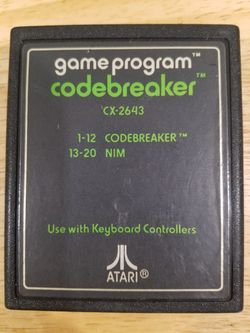 game program™
codebreaker™
CX-2643
1-12 CODEBREAKER™
13-20 NIM
Use with Keyboard Controllers
ATARI®